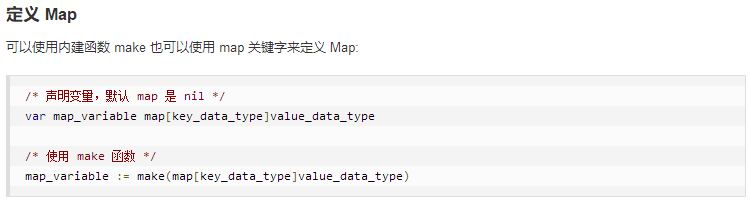 定义 Map
可以使用内建函数 make 也可以使用 map 关键字来定义 Map:
/* 声明变量，默认 map 是 nil */
var map_variable map[key_data_type]value_data_type
/* 使用 make 函数 */
map_variable := make(map[key_data_type]value_data_type)